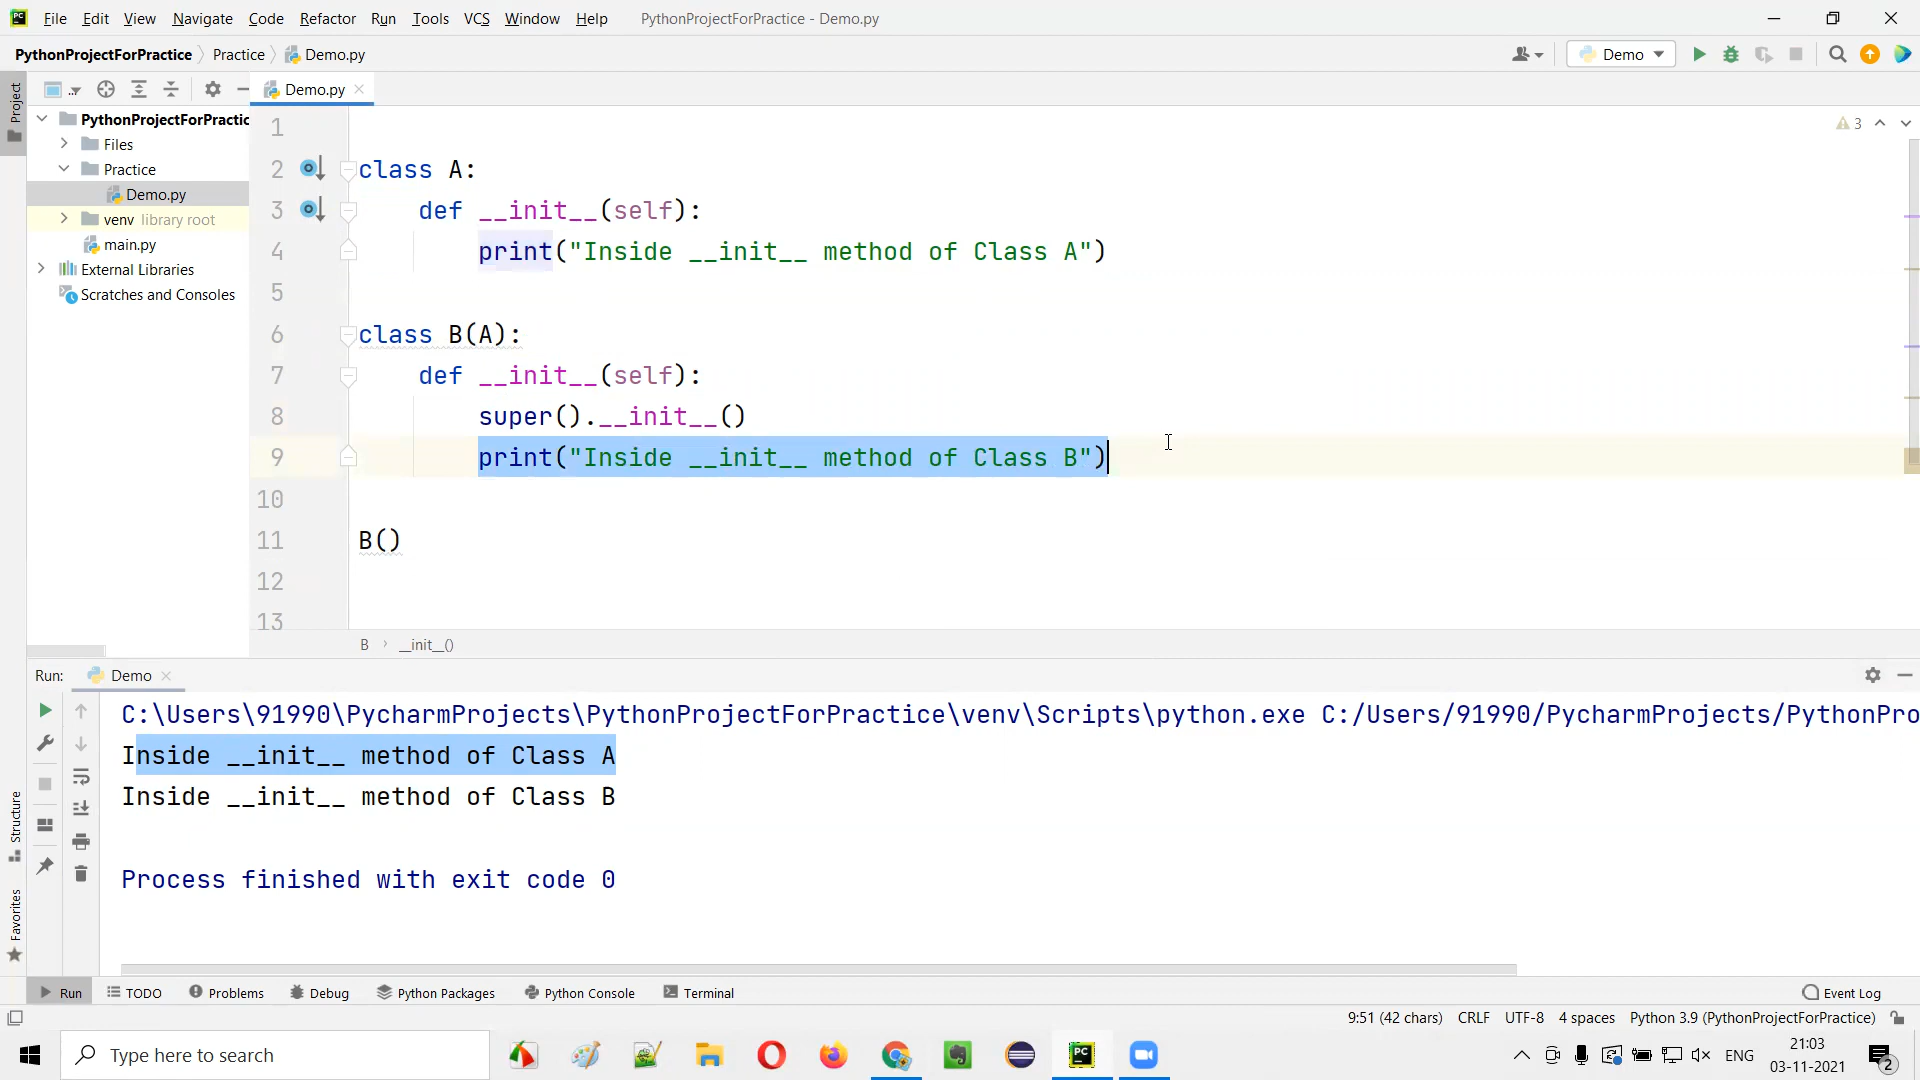 File Edit View Navigate Code Refactor Run Tools VCS Window Help PythonProjectForPractice - Demo.py
PythonProjectForPractice Practice Demo.py Demo
Project
Demo.py
PythonProjectForPractic
Files
Practice
Demo.py
venv library root
main.py
External Libraries
Scratches and Consoles
3
1
2 class A:
3 def __init__(self):
4 print("Inside __init__ method of Class A")
5
6 class B(A):
7 def __init__(self):
8 super().__init__()
9 print("Inside __init__ method of Class B")
10
11 B()
12
13
B › __init__()
Run: Demo
C:\Users\91990\PycharmProjects\PythonProjectForPractice\venv\Scripts\python.exe C:/Users/91990/PycharmProjects/PythonPro
Inside __init__ method of Class A
Inside __init__ method of Class B
Process finished with exit code 0
Structure
Favorites
Run TODO Problems Debug Python Packages Python Console Terminal Event Log
9:51 (42 chars) CRLF UTF-8 4 spaces Python 3.9 (PythonProjectForPractice)
Type here to search
PC
ENG
21:03
03-11-2021
2